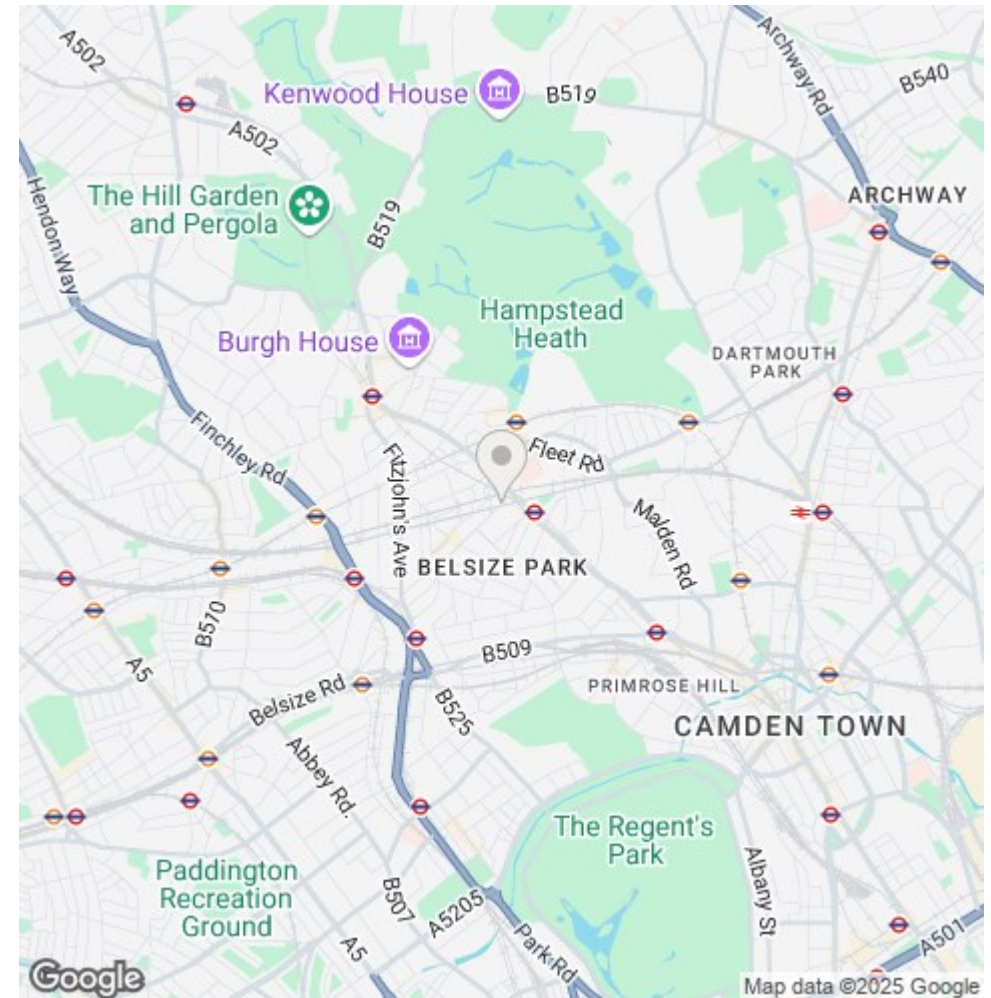 A502
Kenwood House
B519
Archway Rd
B540
A502
The Hill Garden
and Pergola
B519
ARCHWAY
Hendon Way
Hampstead
Heath
Burgh House
DARTMOUTH
PARK
Finchley Rd
Fitzjohn's Ave
Fleet Rd
Malden Rd
BELSIZE PARK
B510
B509
A5
Belsize Rd
B525
PRIMROSE HILL
CAMDEN TOWN
Abbey Rd.
The Regent's
Park
Albany St
Paddington
Recreation
Ground
B507
A5205
A5
Park Rd
A501
Google
Map data ©2025 Google